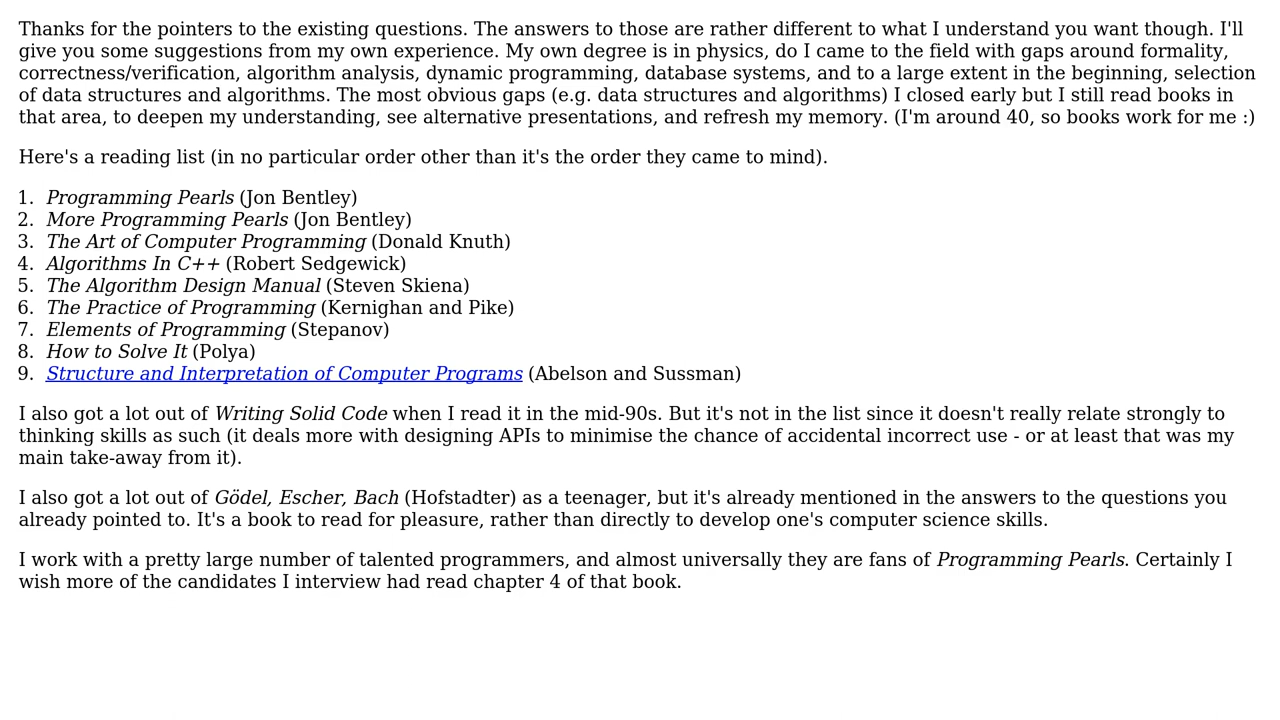 Thanks for the pointers to the existing questions. The answers to those are rather different to what I understand you want though. I'll
give you some suggestions from my own experience. My own degree is in physics, do I came to the field with gaps around formality,
correctness/verification, algorithm analysis, dynamic programming, database systems, and to a large extent in the beginning, selection
of data structures and algorithms. The most obvious gaps (e.g. data structures and algorithms) I closed early but I still read books in
that area, to deepen my understanding, see alternative presentations, and refresh my memory. (I'm around 40, so books work for me :)
Here's a reading list (in no particular order other than it's the order they came to mind).
1. Programming Pearls (Jon Bentley)
2. More Programming Pearls (Jon Bentley)
3. The Art of Computer Programming (Donald Knuth)
4. Algorithms In C++ (Robert Sedgewick)
5. The Algorithm Design Manual (Steven Skiena)
6. The Practice of Programming (Kernighan and Pike)
7. Elements of Programming (Stepanov)
8. How to Solve It (Polya)
9. Structure and Interpretation of Computer Programs (Abelson and Sussman)
I also got a lot out of Writing Solid Code when I read it in the mid-90s. But it's not in the list since it doesn't really relate strongly to
thinking skills as such (it deals more with designing APIs to minimise the chance of accidental incorrect use - or at least that was my
main take-away from it).
I also got a lot out of Gödel, Escher, Bach (Hofstadter) as a teenager, but it's already mentioned in the answers to the questions you
already pointed to. It's a book to read for pleasure, rather than directly to develop one's computer science skills.
I work with a pretty large number of talented programmers, and almost universally they are fans of Programming Pearls. Certainly I
wish more of the candidates I interview had read chapter 4 of that book.